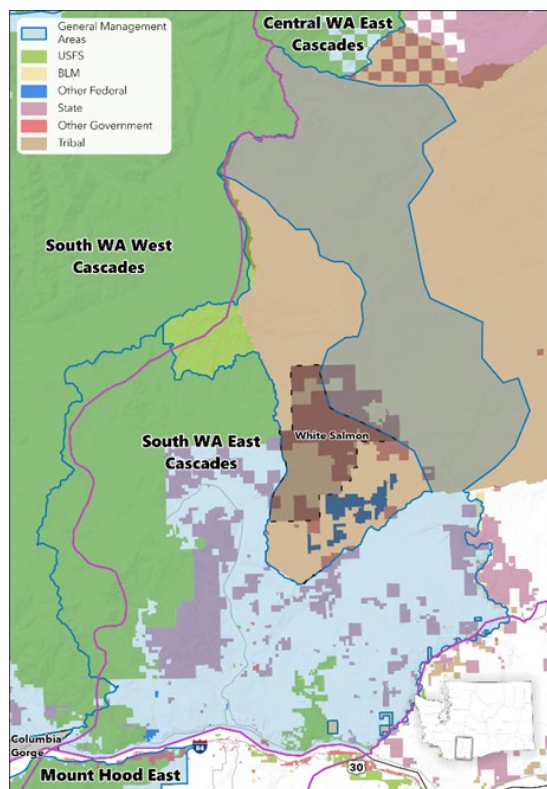 General Management
Areas
USFS
BLM
Other Federal
State
Other Government
Tribal
Central WA East
Cascades
South WA West
Cascades
South WA East
Cascades
White Salmon
Columbia
Gorge
84
30
Mount Hood East